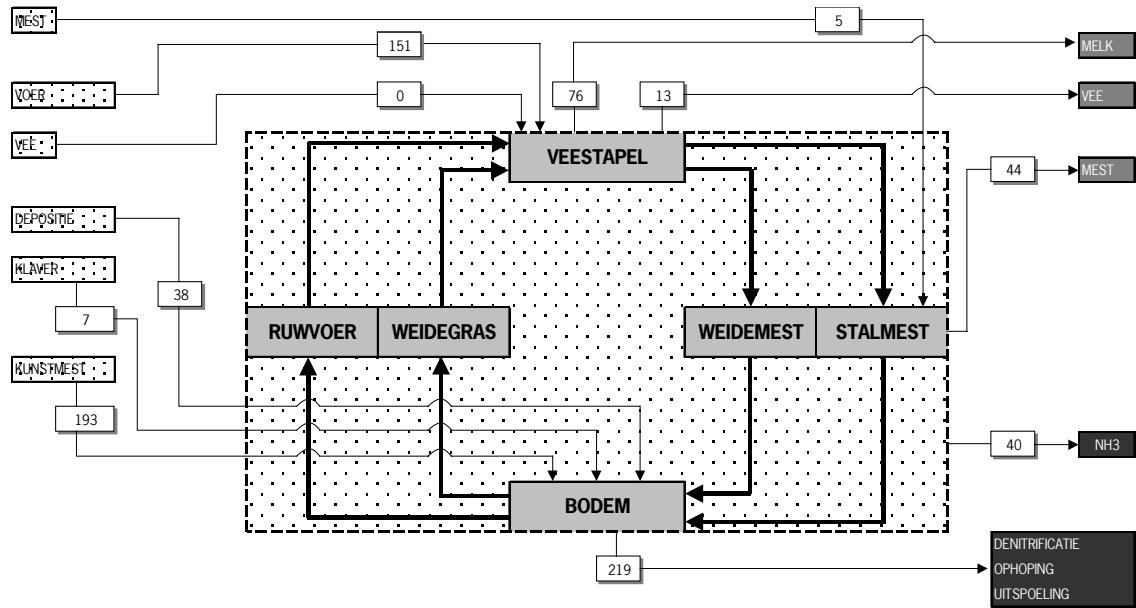 MEST
5
151
MELK
VOER
0
76
13
VEE
VEE
VEESTAPEL
44
MEST
DEPOSITIE
KLAVER
38
7
RUWVOER
WEIDEGRAS
WEIDEMEST
STALMEST
KUNSTMEST
193
40
NH3
BODEM
219
DENITRIFICATIE
OPHOPING
UITSPOELING